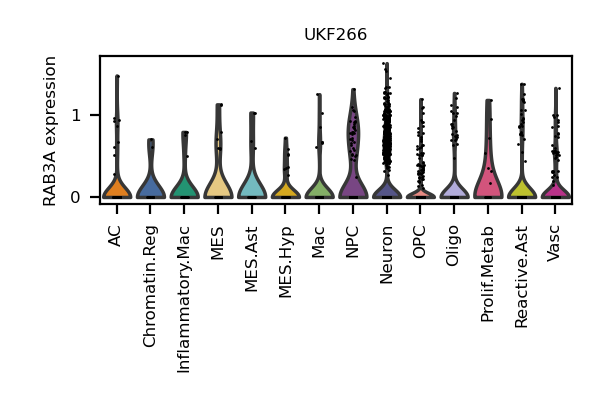 UKF266
RAB3A expression
1
0
AC
Chromatin.Reg
Inflammatory.Mac
MES
MES.Ast
MES.Hyp
Mac
NPC
Neuron
OPC
Oligo
Prolif.Metab
Reactive.Ast
Vasc